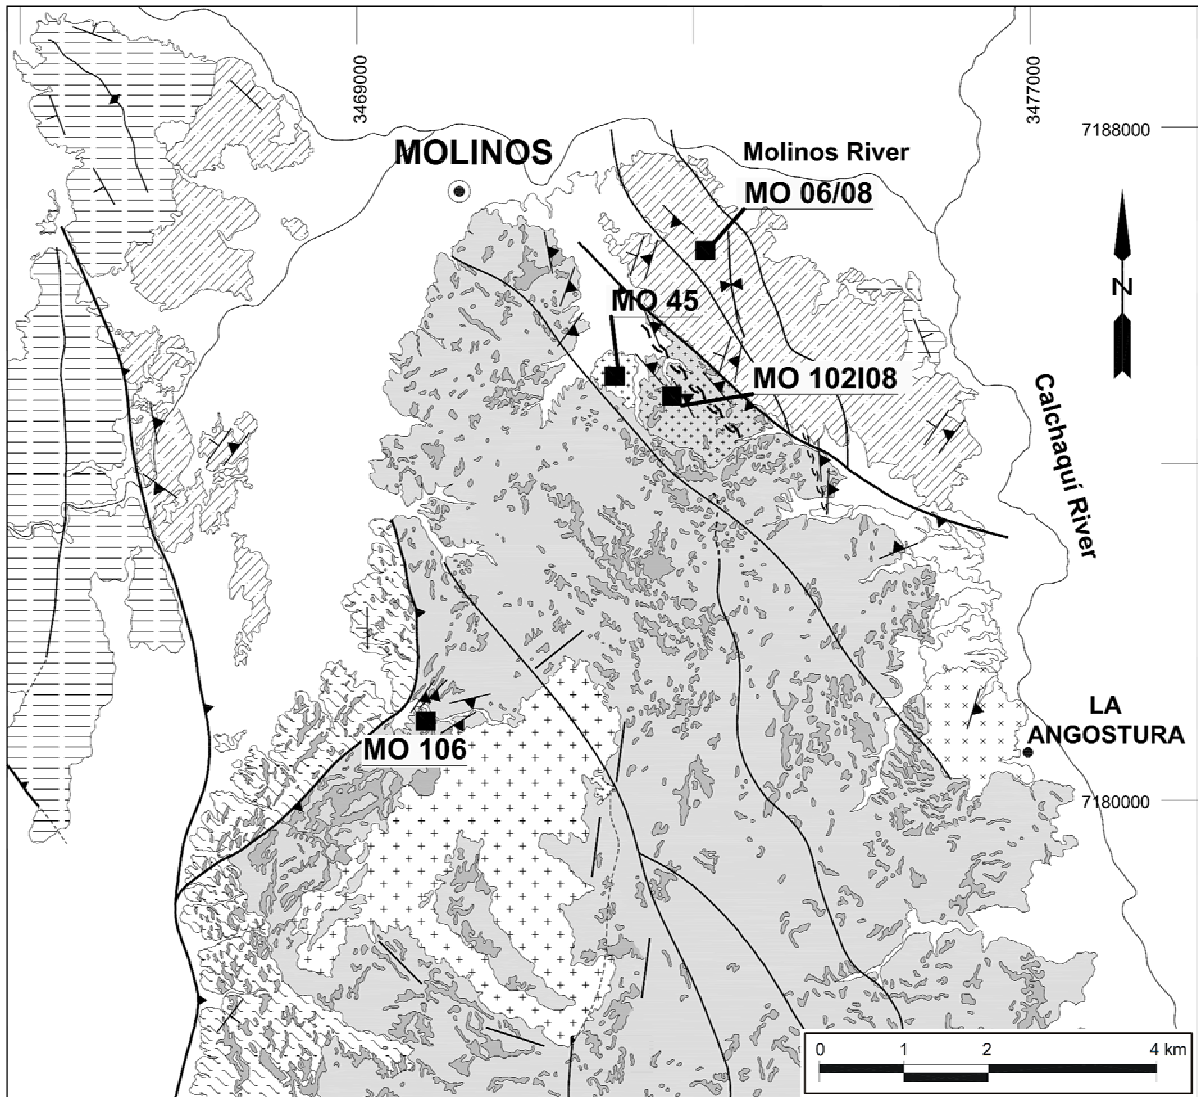 3469000
3477000
7188000
MOLINOS
Molinos River
MO 06/08
N
MO 45
MO 102I08
Calchaquí River
LA
ANGOSTURA
MO 106
7180000
0 1 2 4 km